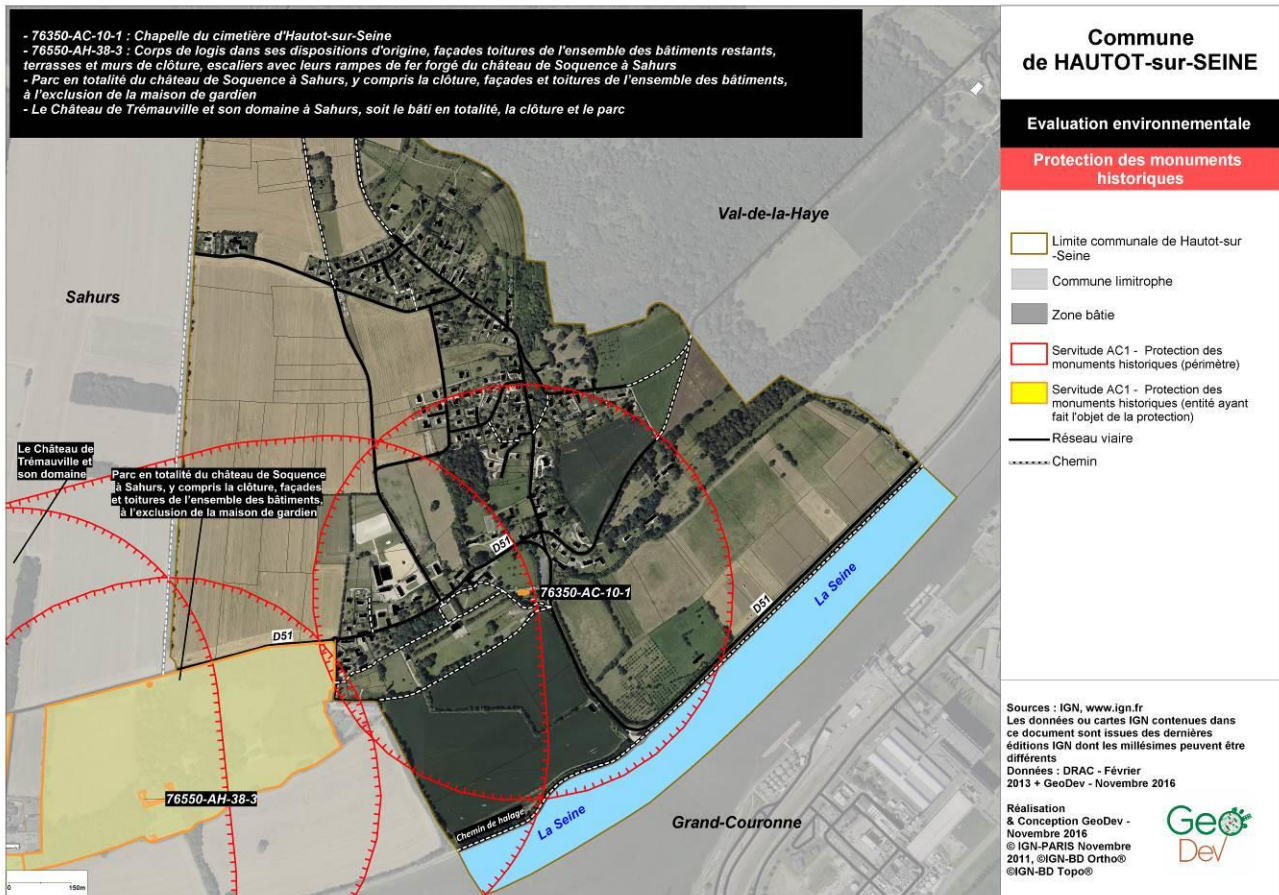 - 76350-AC-10-1 : Chapelle du cimetière d'Hautot-sur-Seine
- 76550-AH-38-3 : Corps de logis dans ses dispositions d'origine, façades toitures de l'ensemble des bâtiments restants,
terrasses et murs de clôture, escaliers avec leurs rampes de fer forgé du château de Soquence à Sahurs
- Parc en totalité du château de Soquence à Sahurs, y compris la clôture, façades et toitures de l'ensemble des bâtiments,
à l'exclusion de la maison de gardien
- Le Château de Trémauville et son domaine à Sahurs, soit le bâti en totalité, la clôture et le parc
Commune
de HAUTOT-sur-SEINE
Evaluation environnementale
Protection des monuments
historiques
Limite communale de Hautot-sur
-Seine
Commune limitrophe
Zone bâtie
Servitude AC1 - Protection des
monuments historiques (périmètre)
Servitude AC1 - Protection des
monuments historiques (entité ayant
fait l'objet de la protection)
Réseau viaire
Chemin
Val-de-la-Haye
Sahurs
Le Château de
Trémauville et
son domaine
Parc en totalité du château de Soquence
à Sahurs, y compris la clôture, façades
et toitures de l'ensemble des bâtiments,
à l'exclusion de la maison de gardien
D51
76350-AC-10-1
La Seine
D51
D51
76550-AH-38-3
Chemin de halage
La Seine
Grand-Couronne
0 150m
Sources : IGN, www.ign.fr
Les données ou cartes IGN contenues dans
ce document sont issues des dernières
éditions IGN dont les millésimes peuvent être
différents
Données : DRAC - Février
2013 + GeoDev - Novembre 2016
Réalisation
& Conception GeoDev -
Novembre 2016
© IGN-PARIS Novembre
2011, ©IGN-BD Ortho®
©IGN-BD Topo®
Geo
Dev